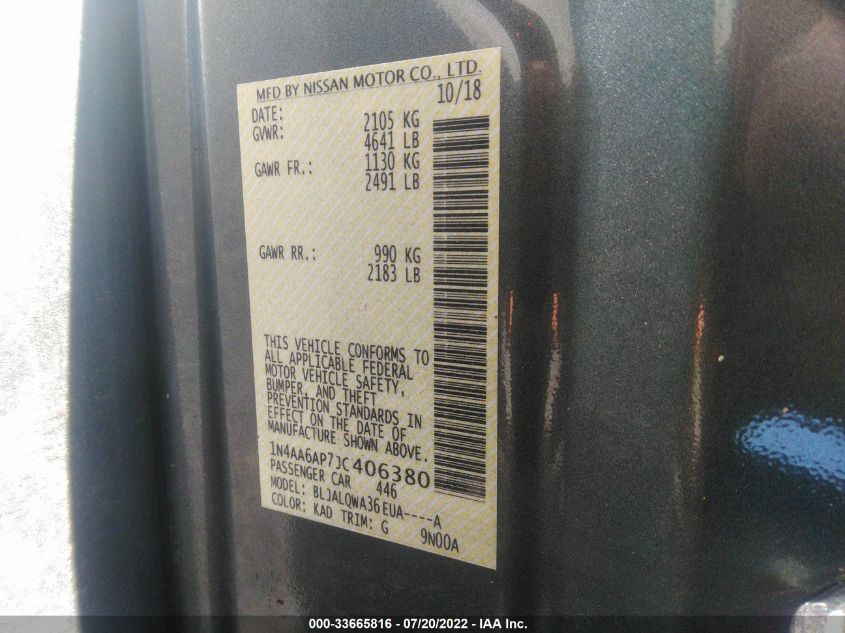 MFD BY NISSAN MOTOR CO., LTD.
DATE: 10/18
GVWR: 2105 KG
4641 LB
GAWR FR.: 1130 KG
2491 LB
GAWR RR.: 990 KG
2183 LB
THIS VEHICLE CONFORMS TO
ALL APPLICABLE FEDERAL
MOTOR VEHICLE SAFETY,
BUMPER, AND THEFT
PREVENTION STANDARDS IN
EFFECT ON THE DATE OF
MANUFACTURE SHOWN ABOVE.
1N4AA6AP7JC406380
PASSENGER CAR 446
MODEL: BLJALQWA36EUA----A
COLOR: KAD TRIM: G 9N00A
000-33665816 - 07/20/2022 - IAA Inc.